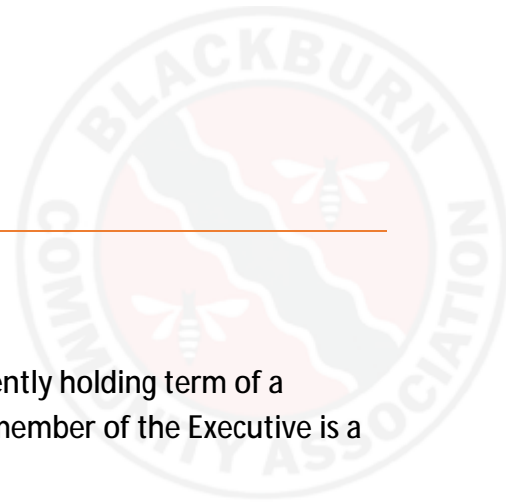 BLACKBURN
COMMUNITY ASSOCIATION
ently holding term of a
member of the Executive is a